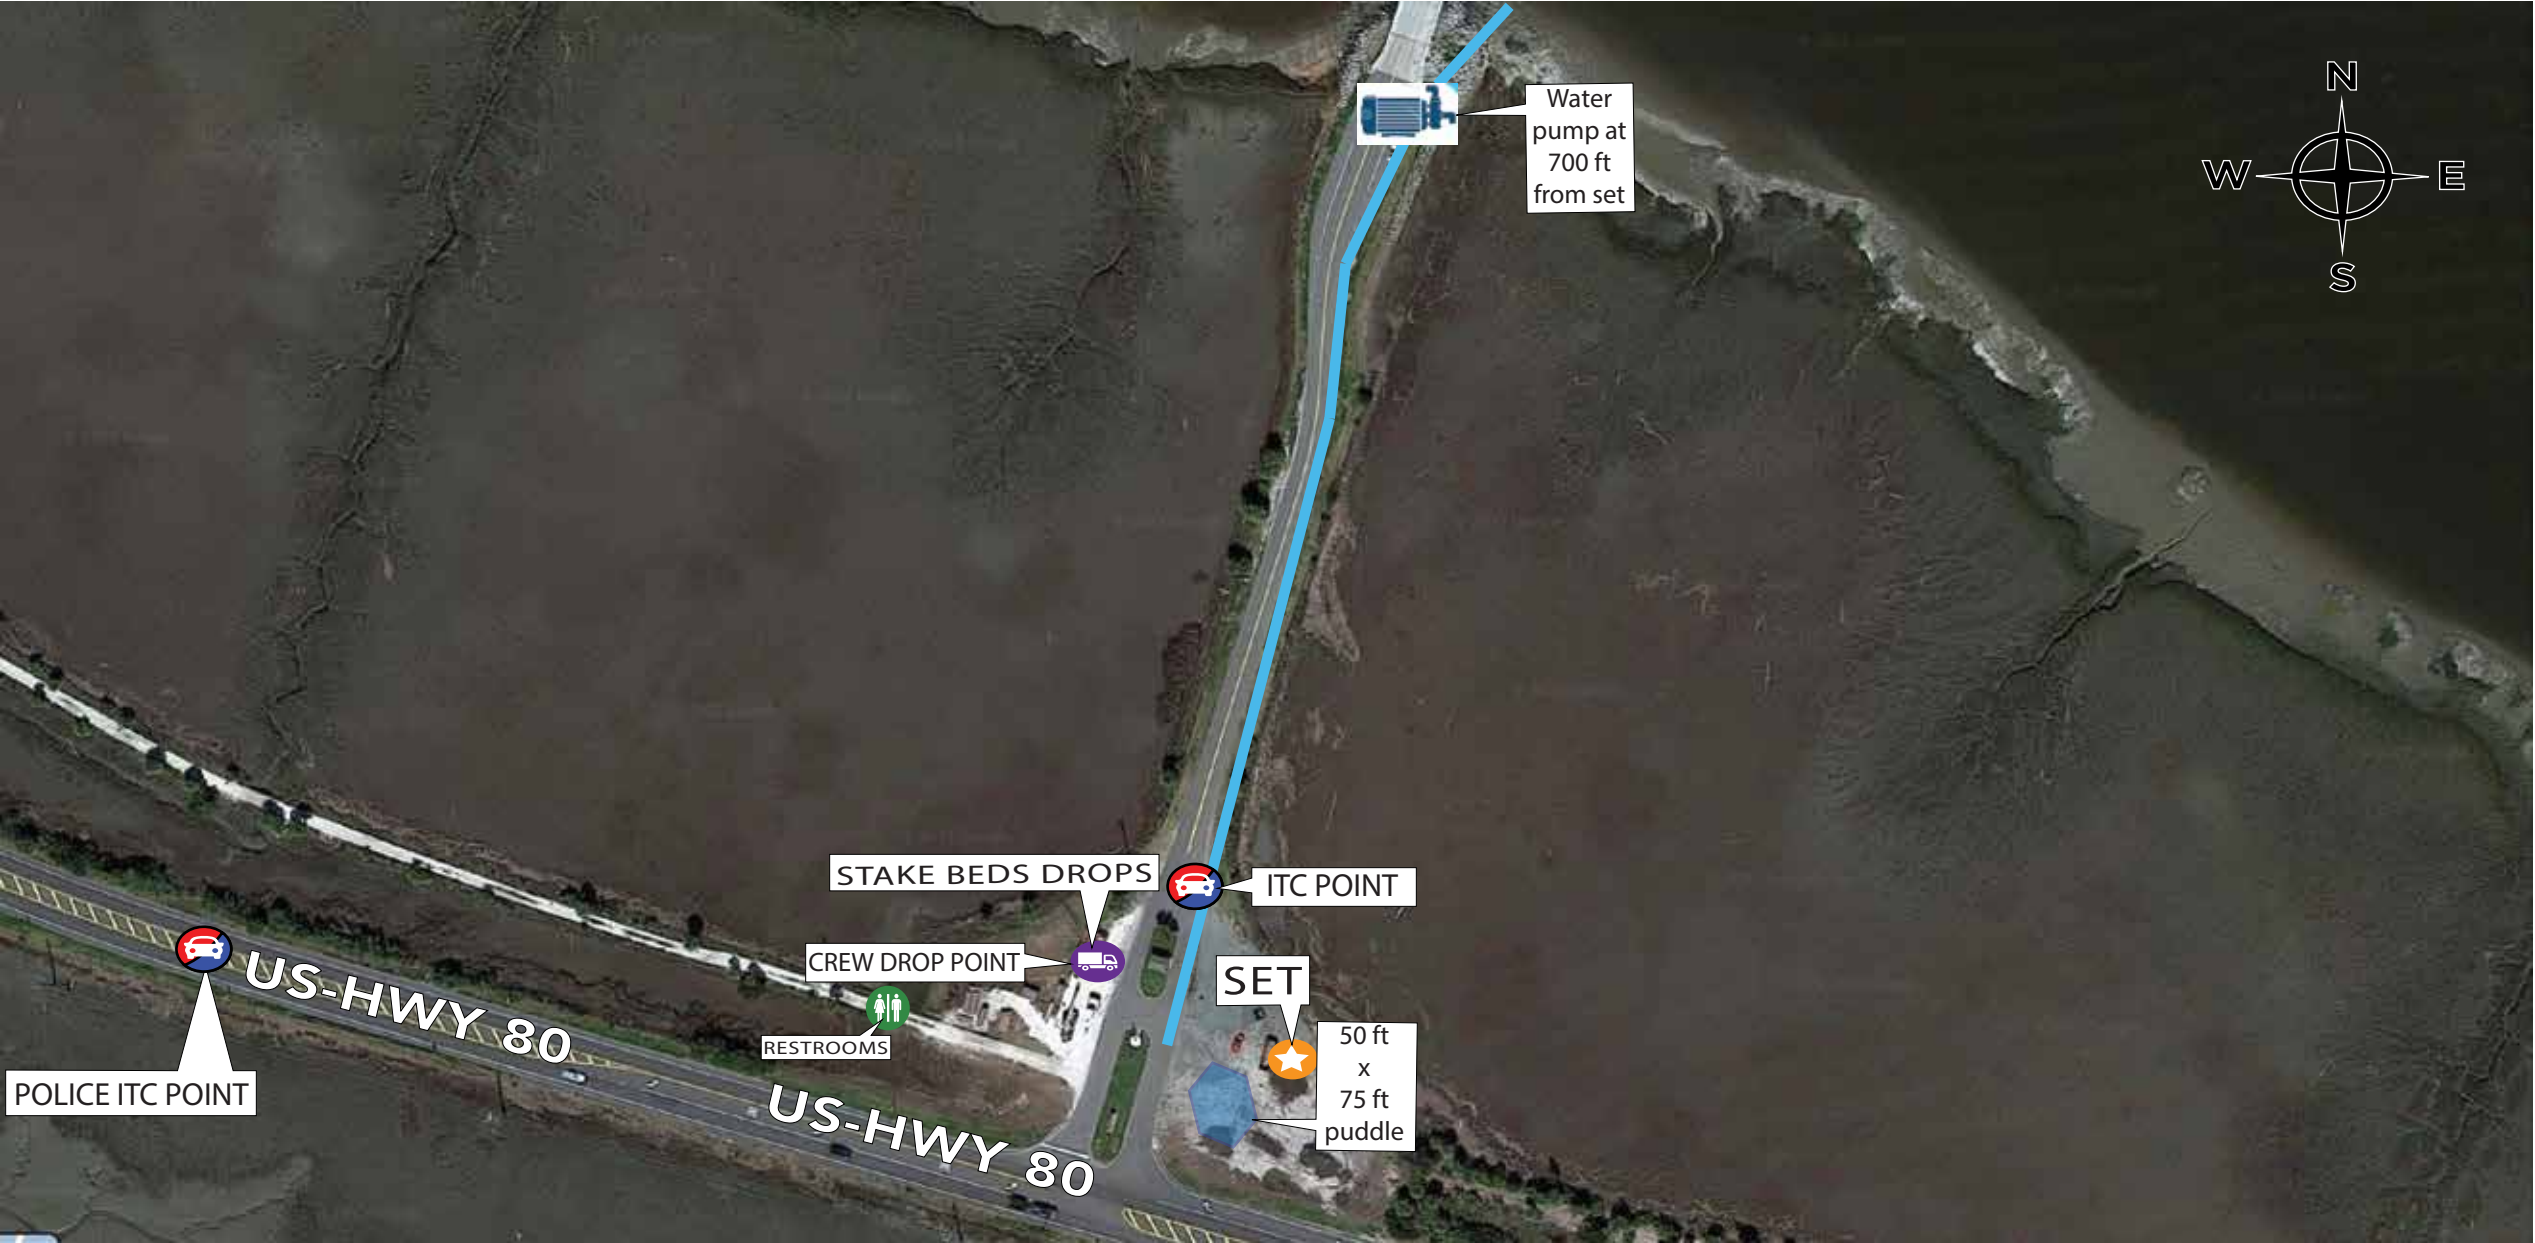 N
W E
S
Water
pump at
700 ft
from set
STAKE BEDS DROPS
ITC POINT
CREW DROP POINT
SET
RESTROOMS
50 ft
x
75 ft
puddle
US-HWY 80
POLICE ITC POINT
US-HWY 80